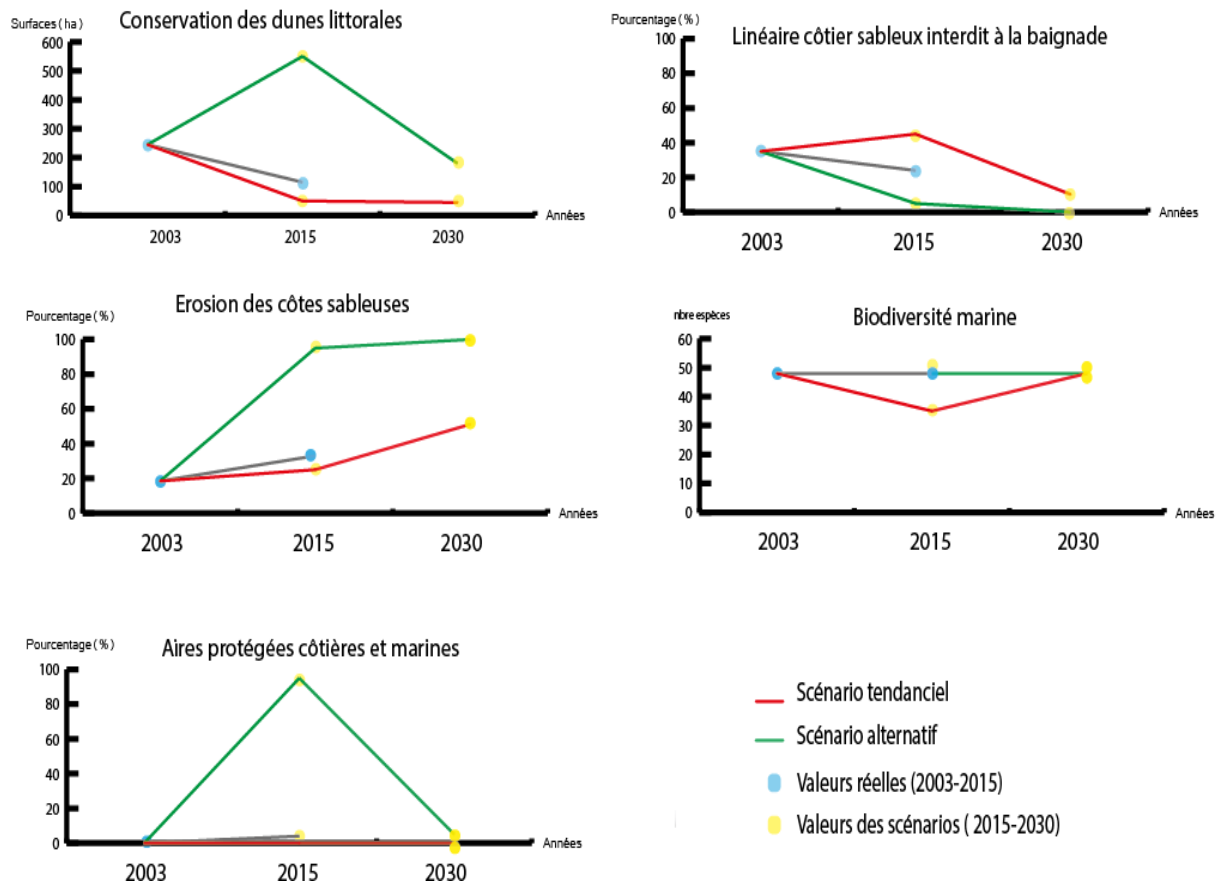 Conservation des dunes littorales
Surfaces ( ha )
600
500
400
300
200
100
0
Années
2003
2015
2030
Linéaire côtier sableux interdit à la baignade
Pourcentage ( % )
100
80
60
40
20
0
Années
2003
2015
2030
Erosion des côtes sableuses
Pourcentage ( % )
100
80
60
40
20
0
Années
2003
2015
2030
Biodiversité marine
nbre espèces
60
50
40
30
20
10
0
Années
2003
2015
2030
Aires protégées côtières et marines
Pourcentage ( % )
100
80
60
40
20
0
Années
2003
2015
2030
Scénario tendanciel
Scénario alternatif
Valeurs réelles (2003-2015)
Valeurs des scénarios ( 2015-2030)